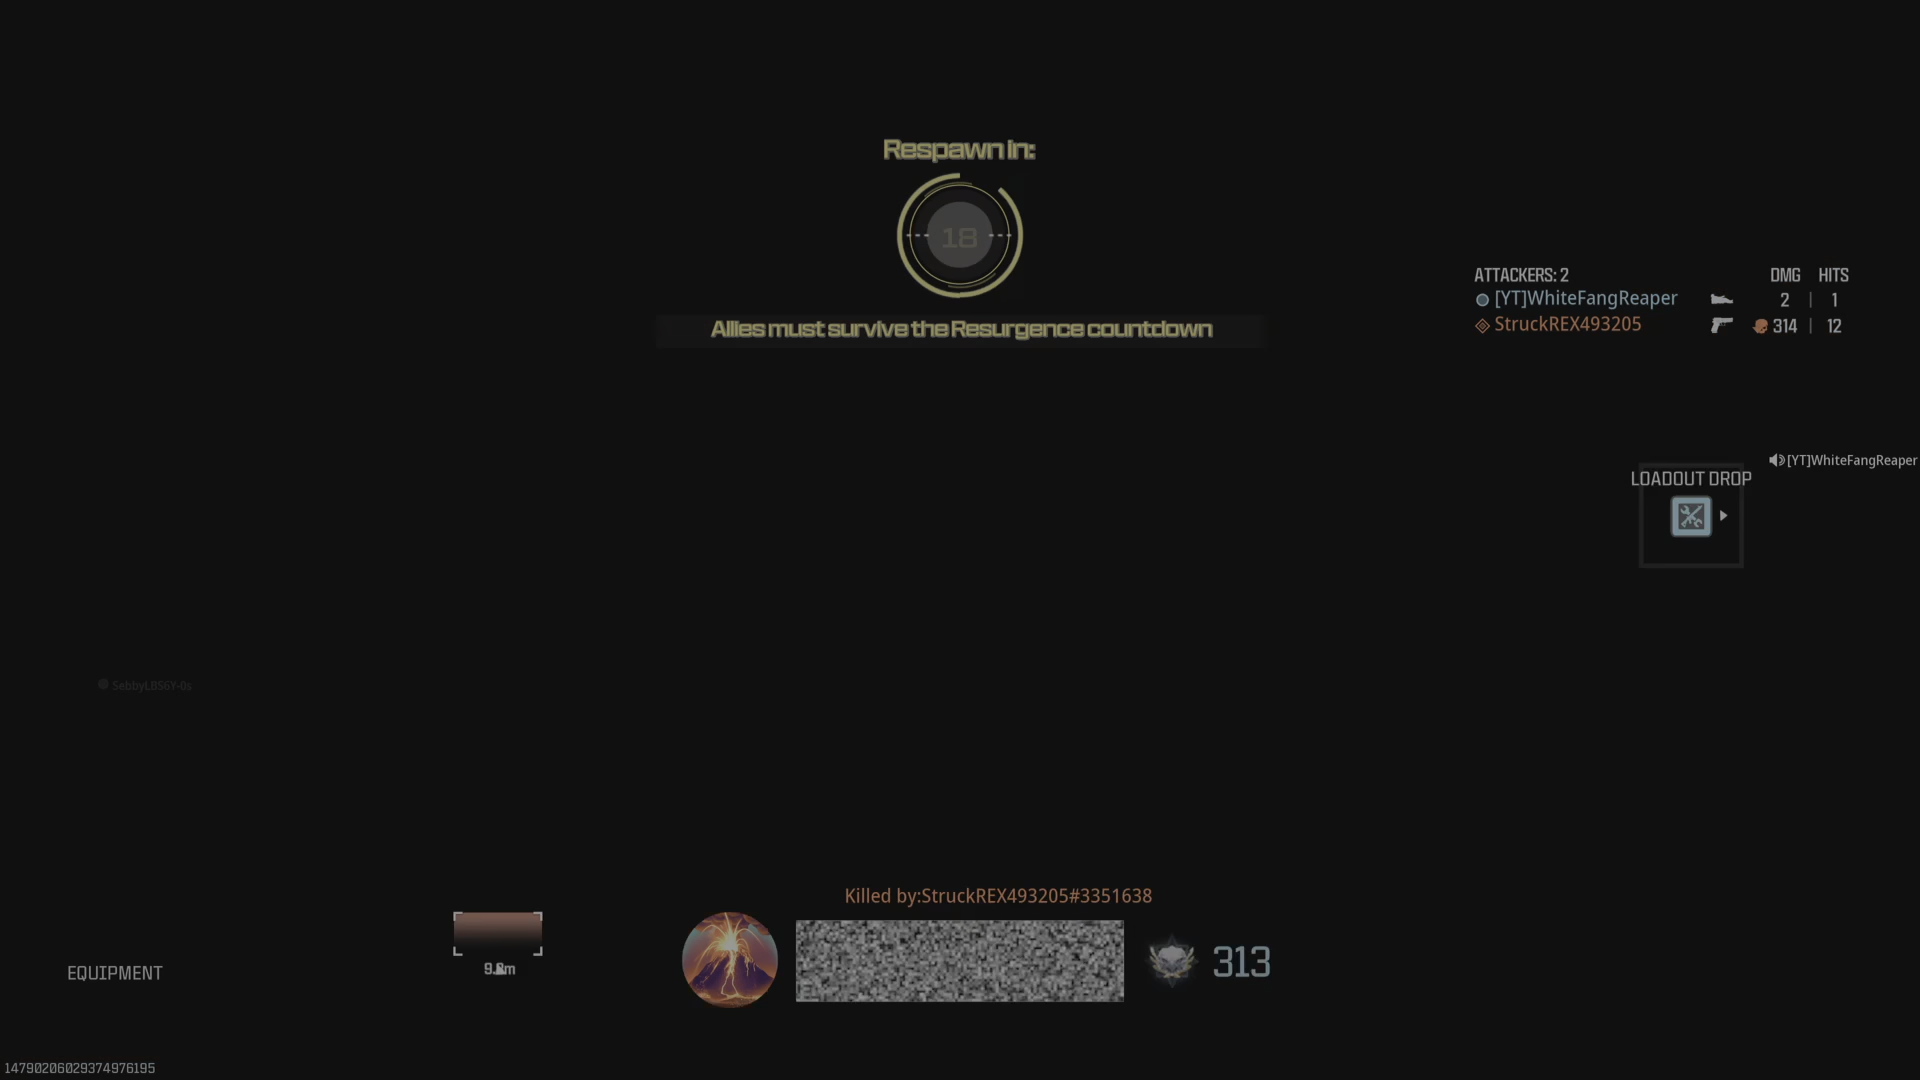 Respawn in:
18
Allies must survive the Resurgence countdown
ATTACKERS: 2 DMG HITS
[YT]WhiteFangReaper 2 | 1
StruckREX493205 314 | 12
[YT]WhiteFangReaper
LOADOUT DROP
Killed by:StruckREX493205#3351638
313
EQUIPMENT
14790206029374976195